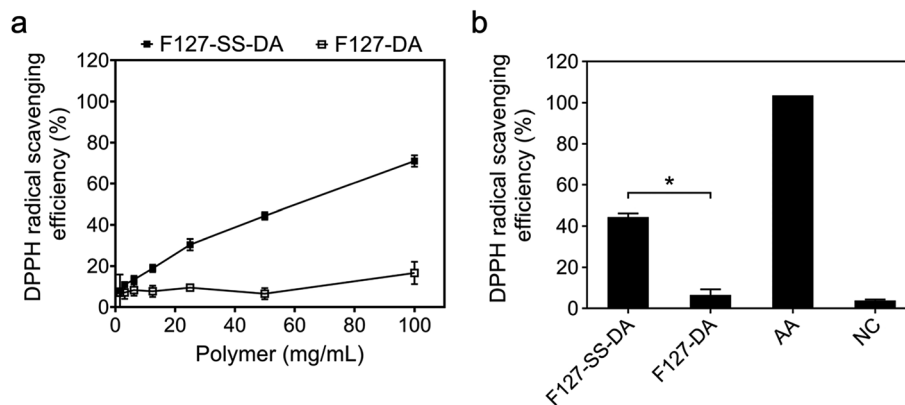 a
F127-SS-DA
F127-DA
DPPH radical scavenging
efficiency (%)
120
100
80
60
40
20
0
0
20
40
60
80
100
Polymer (mg/mL)
b
DPPH radical scavenging
efficiency (%)
120
100
80
60
40
20
0
*
F127-SS-DA
F127-DA
AA
NC